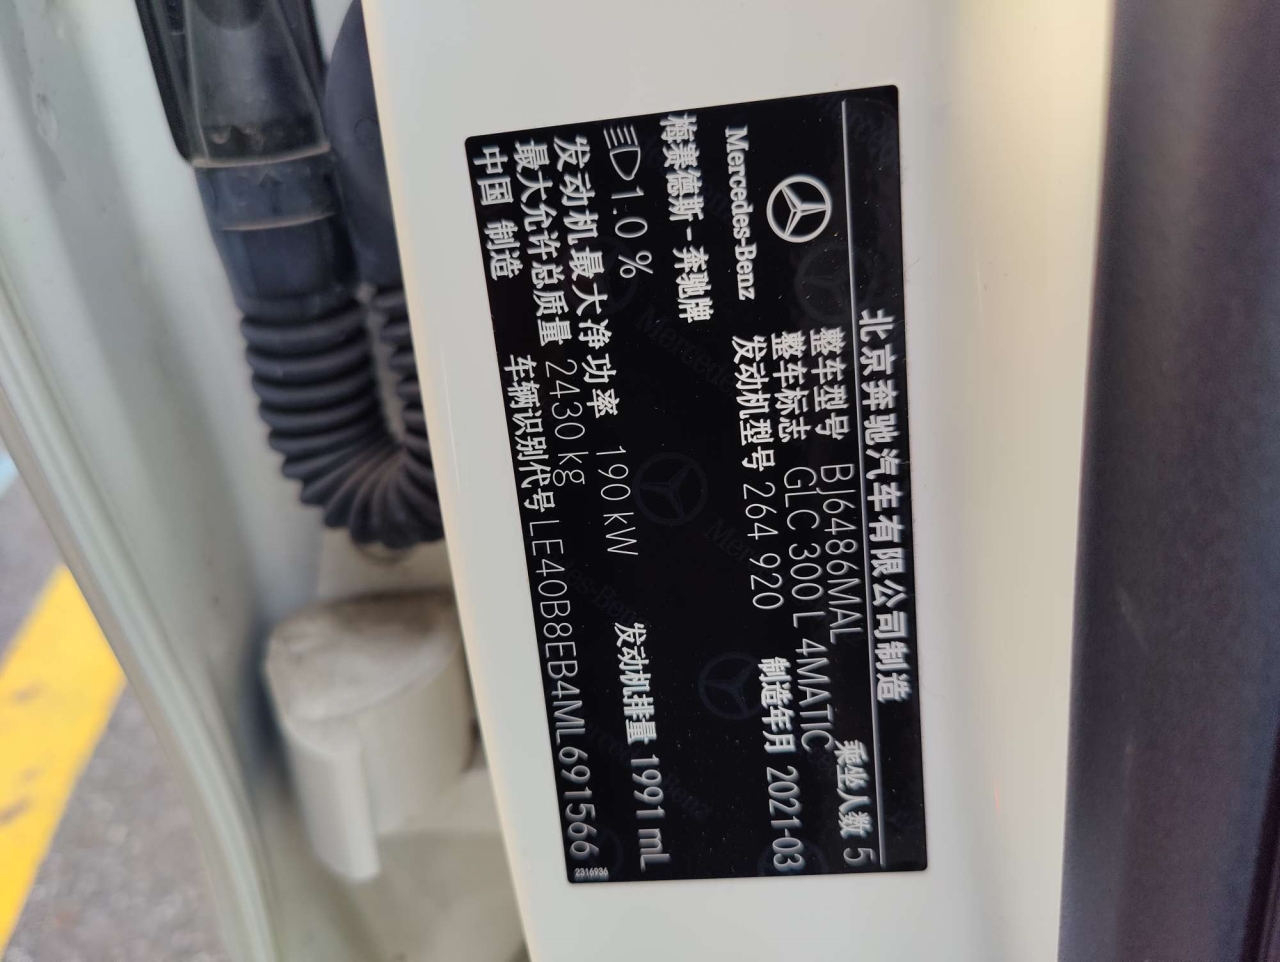 北京奔驰汽车有限公司制造
Mercedes-Benz
梅赛德斯-奔驰牌
整车型号 BJ6486MAL 乘坐人数 5
整车标志 GLC 300 L 4MATIC
发动机型号 264 920 制造年月 2021-03
1.0 %
发动机最大净功率 190 kW 发动机排量 1991 mL
最大允许总质量 2430 kg
中国 制造 车辆识别代号 LE40B8EB4ML691566
2316936